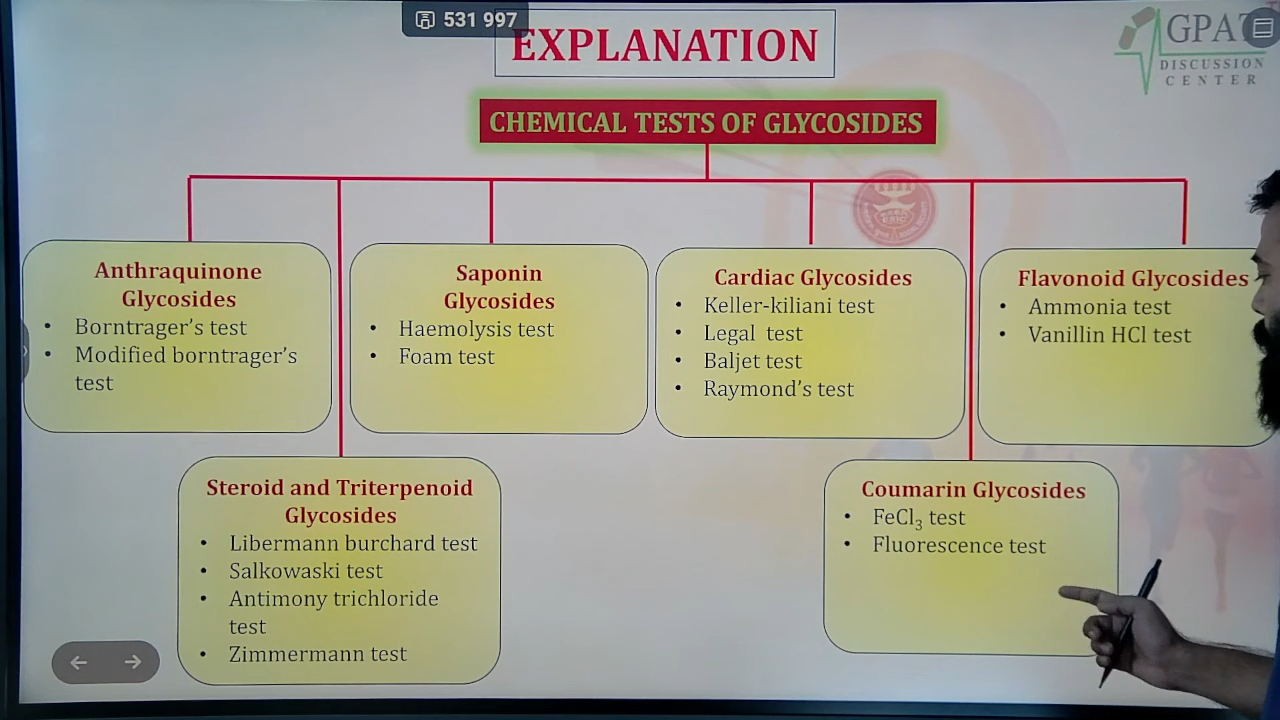 531 997
EXPLANATION
GPAT
DISCUSSION
CENTER
CHEMICAL TESTS OF GLYCOSIDES
Anthraquinone
Glycosides
• Borntrager’s test
• Modified borntrager’s
test
Saponin
Glycosides
• Haemolysis test
• Foam test
Cardiac Glycosides
• Keller-kiliani test
• Legal  test
• Baljet test
• Raymond’s test
Flavonoid Glycosides
• Ammonia test
• Vanillin HCl test
Steroid and Triterpenoid
Glycosides
• Libermann burchard test
• Salkowaski test
• Antimony trichloride
test
• Zimmermann test
Coumarin Glycosides
• FeCl₃ test
• Fluorescence test